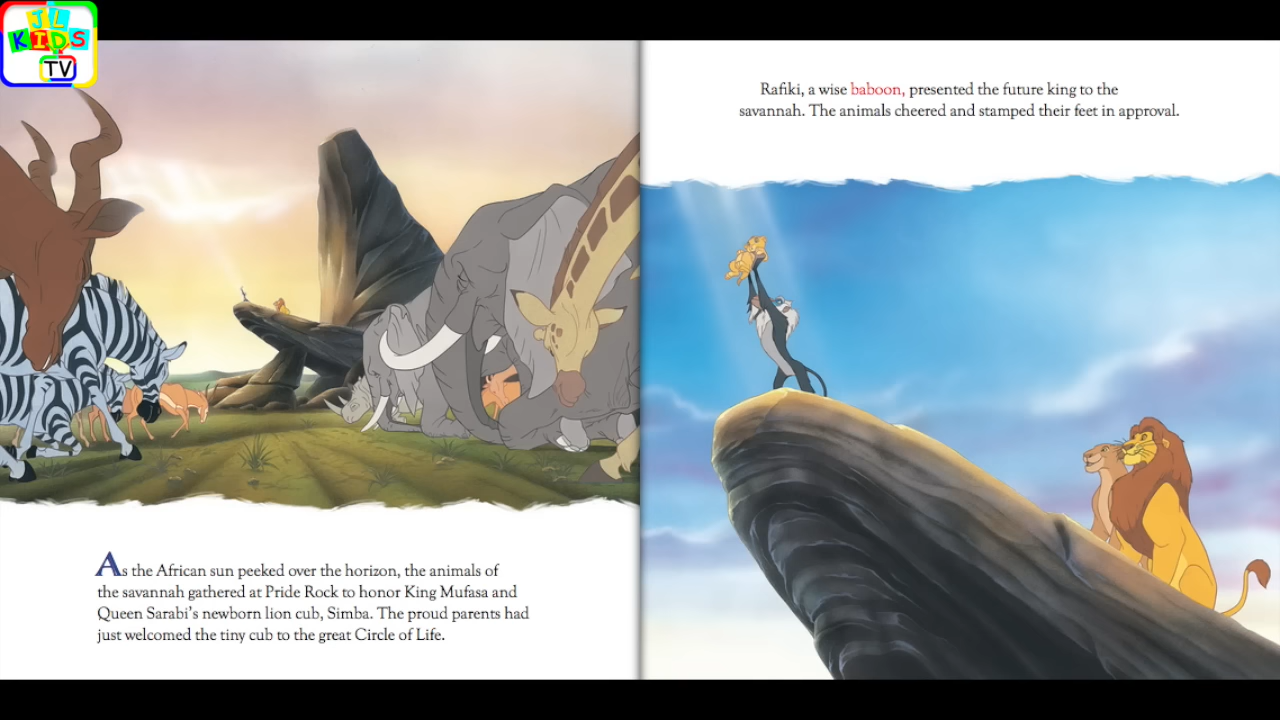 JL
KIDS
TV
As the African sun peeked over the horizon, the animals of
the savannah gathered at Pride Rock to honor King Mufasa and
Queen Sarabi's newborn lion cub, Simba. The proud parents had
just welcomed the tiny cub to the great Circle of Life.
Rafiki, a wise baboon, presented the future king to the
savannah. The animals cheered and stamped their feet in approval.